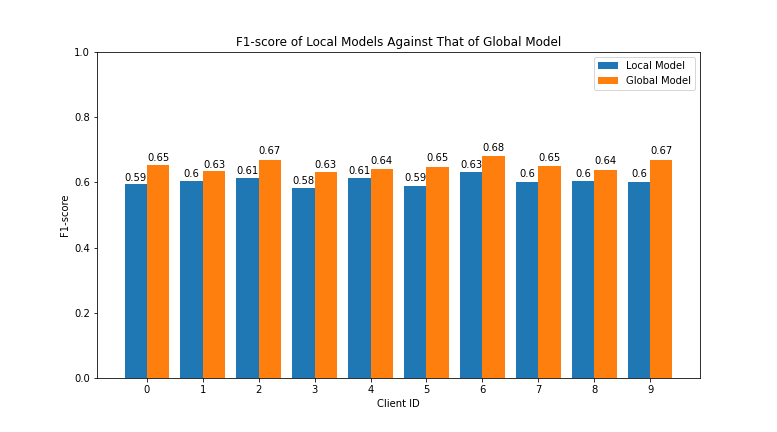 F1-score of Local Models Against That of Global Model
1.0
0.8
0.6
0.4
0.2
0.0
F1-score
Local Model
Global Model
0.59 0.65 0.6 0.63 0.61 0.67 0.58 0.63 0.61 0.64 0.59 0.65 0.63 0.68 0.6 0.65 0.6 0.64 0.6 0.67
0 1 2 3 4 5 6 7 8 9
Client ID